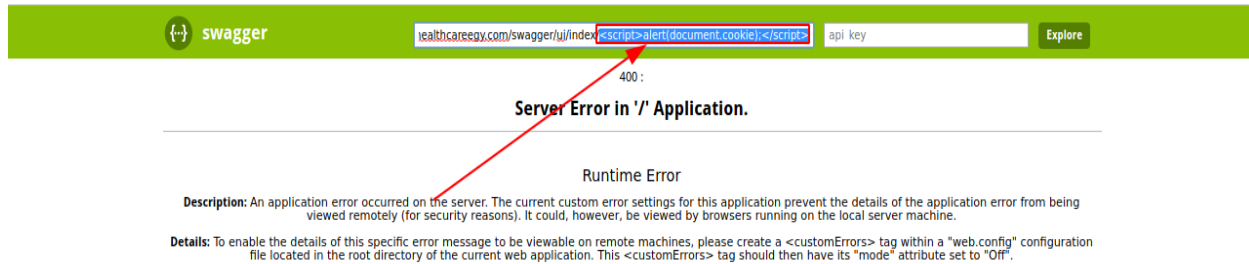 {··} swagger
healthcareegy.com/swagger/ui/index/<script>alert(document.cookie);</script>
api key
Explore
400 :
Server Error in '/' Application.
Runtime Error
Description: An application error occurred on the server. The current custom error settings for this application prevent the details of the application error from being
viewed remotely (for security reasons). It could, however, be viewed by browsers running on the local server machine.
Details: To enable the details of this specific error message to be viewable on remote machines, please create a <customErrors> tag within a "web.config" configuration
file located in the root directory of the current web application. This <customErrors> tag should then have its "mode" attribute set to "Off".